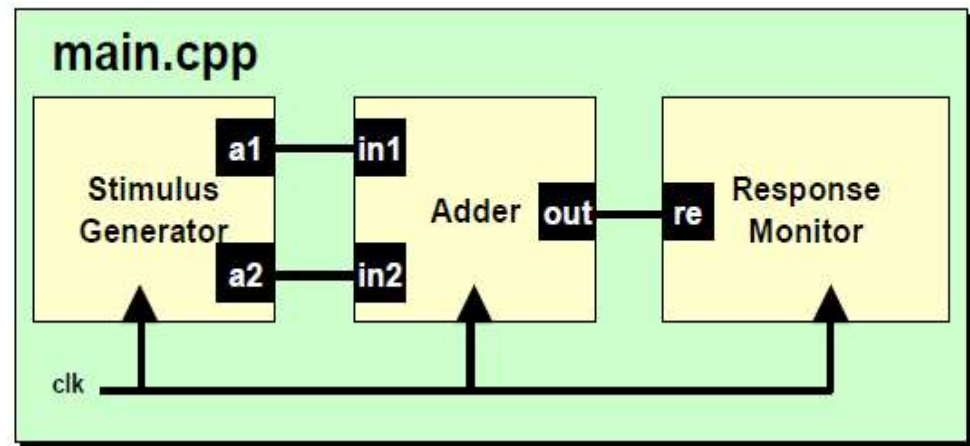 main.cpp
Stimulus
Generator
a1
a2
in1
in2
Adder
out
re
Response
Monitor
clk